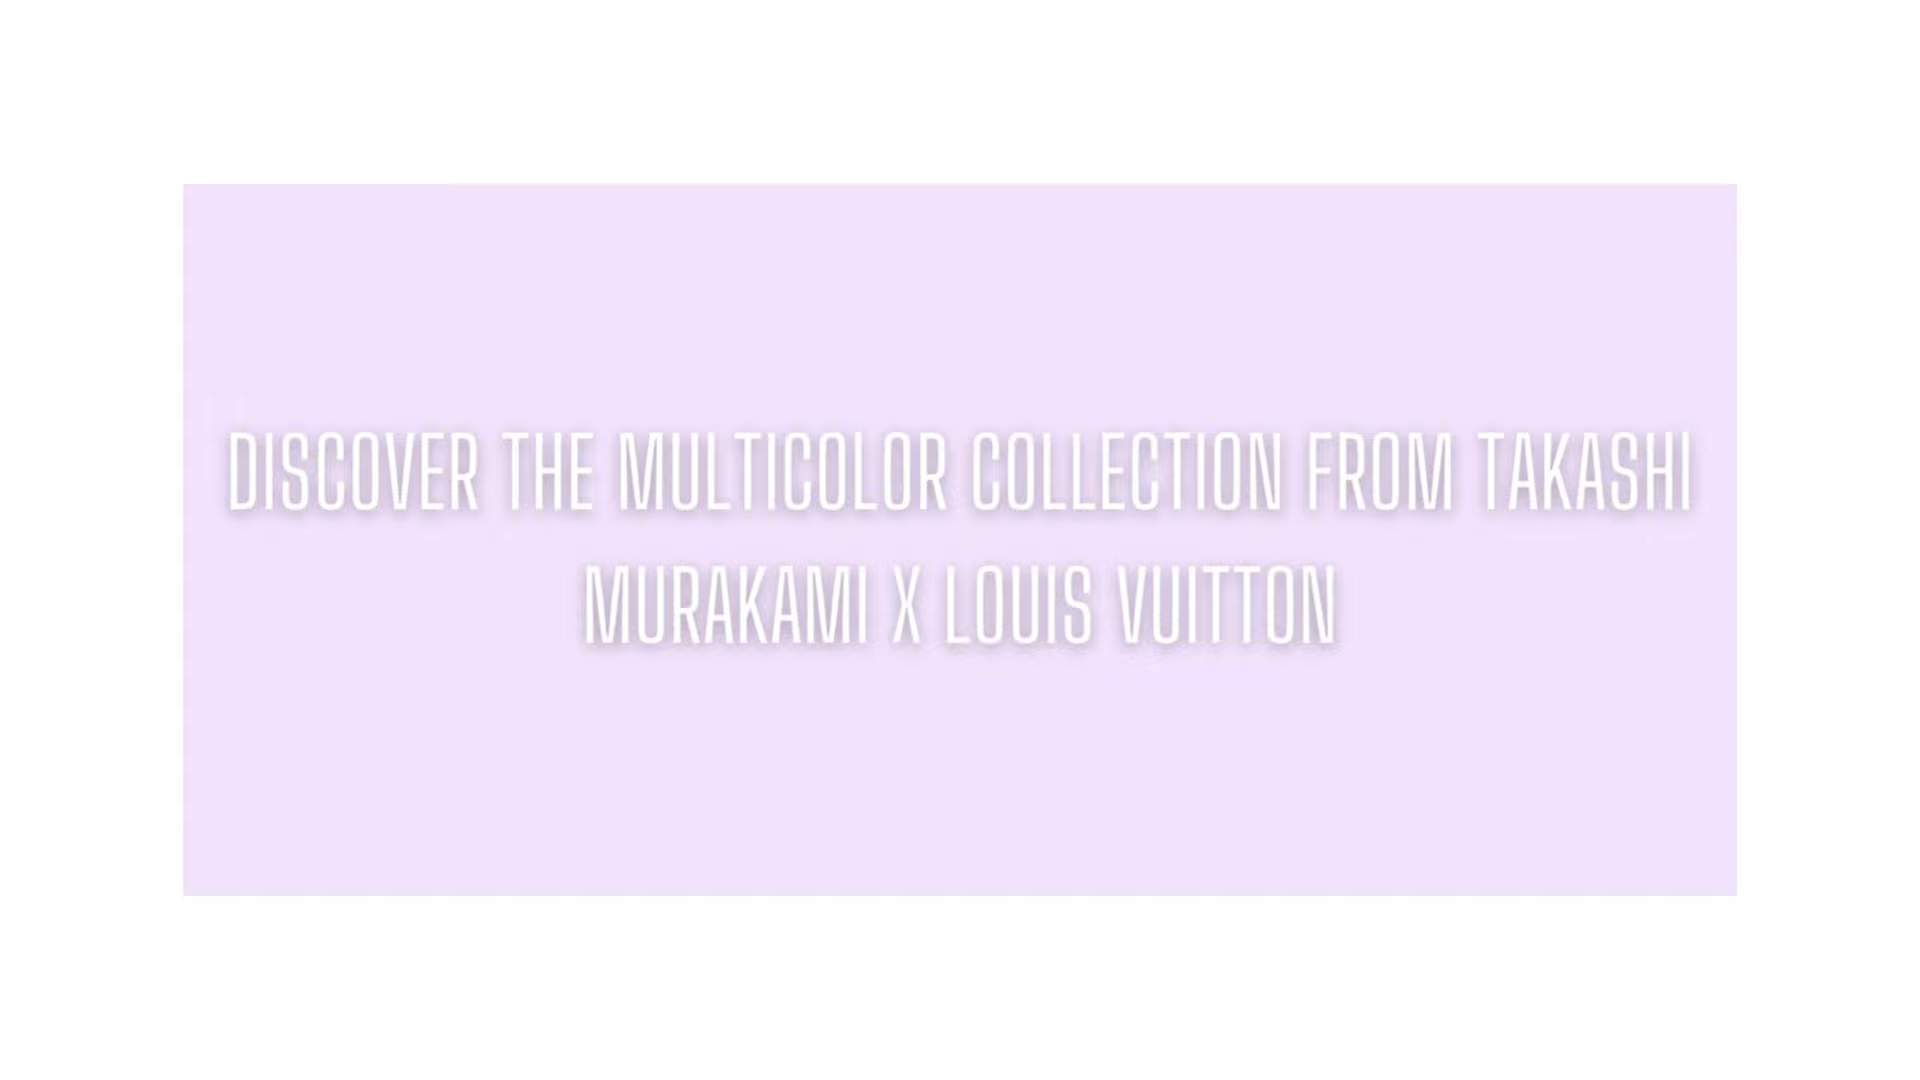 DISCOVER THE MULTICOLOR COLLECTION FROM TAKASHI
MURAKAMI X LOUIS VUITTON